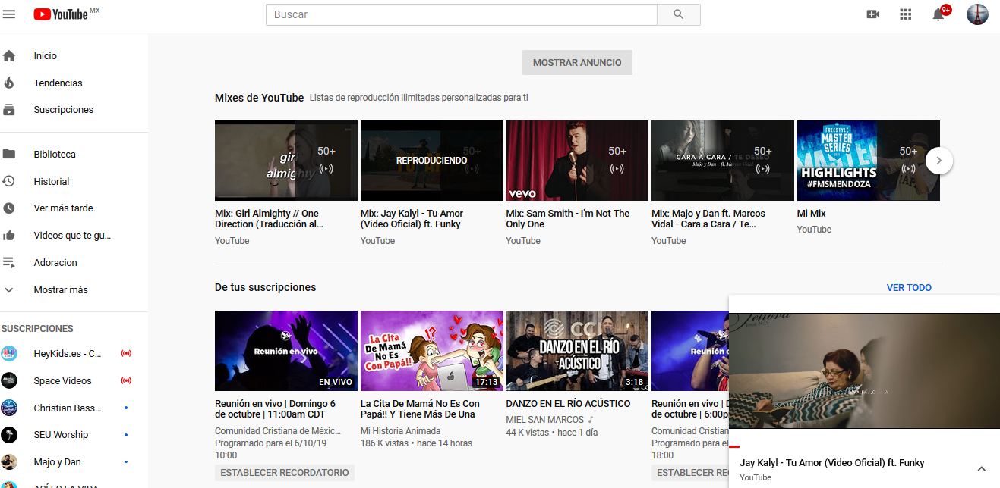 YouTube MX
Buscar
9+
Inicio
Tendencias
Suscripciones
Biblioteca
Historial
Ver más tarde
Videos que te gu...
Adoracion
Mostrar más
SUSCRIPCIONES
HeyKids.es - C...
Space Videos
Christian Bass...
SEU Worship
Majo y Dan
ASÍ ES LA VIDA
MOSTRAR ANUNCIO
Mixes de YouTube Listas de reproducción ilimitadas personalizadas para ti
girl
almighty
50+
vevo
REPRODUCIENDO
50+
50+
CARA A CARA / TE DESEO
Majo y Dan ft. Marcos Vidal
50+
FREESTYLE
MASTER
SERIES
HIGHLIGHTS
#FMSMENDOZA
50+
Mix: Girl Almighty // One
Direction (Traducción al...
YouTube
Mix: Jay Kalyl - Tu Amor
(Video Oficial) ft. Funky
YouTube
Mix: Sam Smith - I'm Not The
Only One
YouTube
Mix: Majo y Dan ft. Marcos
Vidal - Cara a Cara / Te...
YouTube
Mi Mix
YouTube
De tus suscripciones
VER TODO
Reunión en vivo
EN VIVO
La Cita
De Mamá
No Es
Con Papá!!
!?
17:13
CC
DANZO EN EL RÍO
ACÚSTICO
3:18
Reunión e
Reunión en vivo | Domingo 6
de octubre | 11:00am CDT
Comunidad Cristiana de Méxic...
Programado para el 6/10/19
10:00
ESTABLECER RECORDATORIO
La Cita De Mamá No Es Con
Papá!! Y Tiene Más De Una
Mi Historia Animada
186 K vistas • hace 14 horas
DANZO EN EL RÍO ACÚSTICO
MIEL SAN MARCOS
44 K vistas • hace 1 día
Reunión en vivo | D
de octubre | 6:00p
Comunidad Cristian
Programado para el
18:00
ESTABLECER REC
Jehová
Jay Kalyl - Tu Amor (Video Oficial) ft. Funky
YouTube